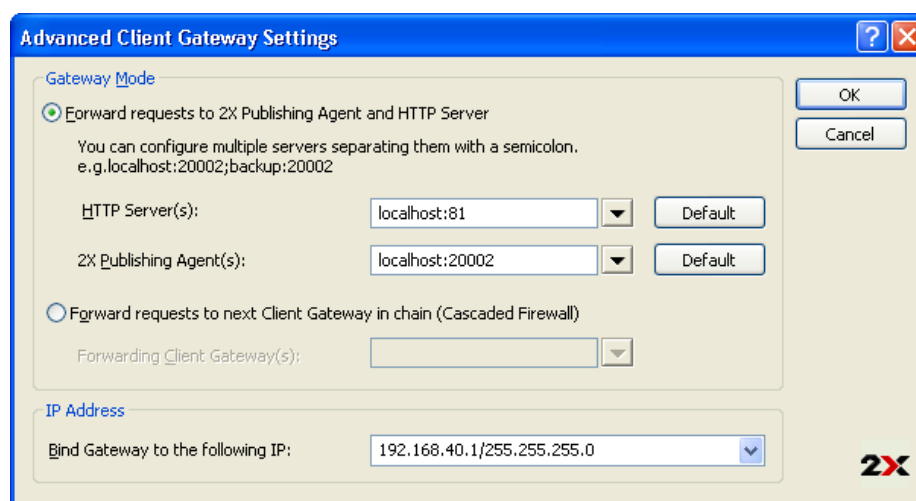 Advanced Client Gateway Settings
Gateway Mode
Forward requests to 2X Publishing Agent and HTTP Server
You can configure multiple servers separating them with a semicolon.
e.g.localhost:20002;backup:20002
HTTP Server(s):
localhost:81
Default
2X Publishing Agent(s):
localhost:20002
Default
Forward requests to next Client Gateway in chain (Cascaded Firewall)
Forwarding Client Gateway(s):
IP Address
Bind Gateway to the following IP:
192.168.40.1/255.255.255.0
OK
Cancel
2X